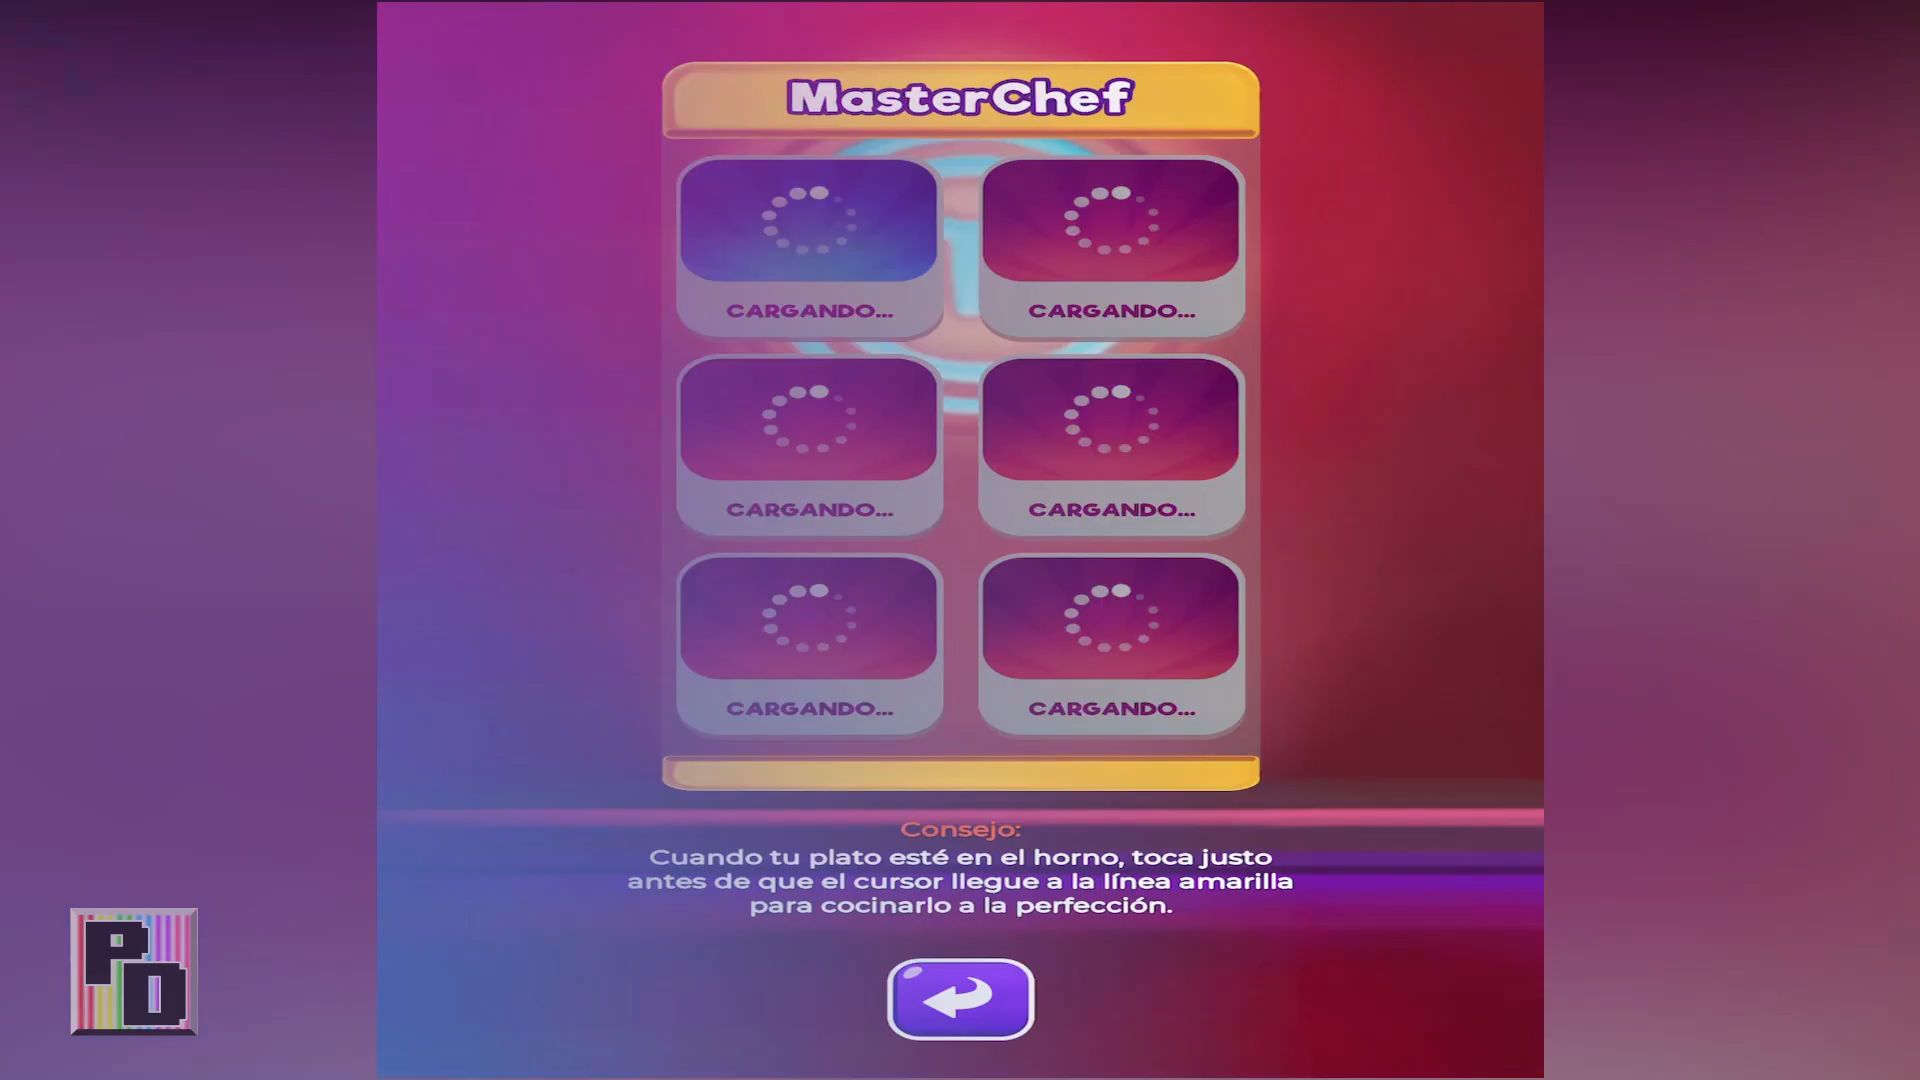 MasterChef
CARGANDO...
CARGANDO...
CARGANDO...
CARGANDO...
CARGANDO...
CARGANDO...
Consejo:
Cuando tu plato esté en el horno, toca justo
antes de que el cursor llegue a la línea amarilla
para cocinarlo a la perfección.
PD